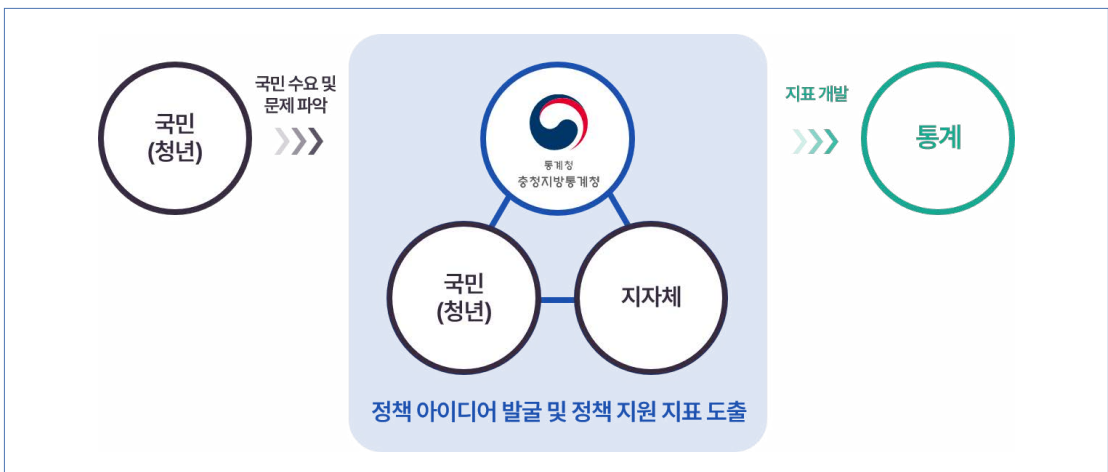 국민
(청년)
국민 수요 및
문제 파악
통계청
충청지방통계청
국민
(청년)
지자체
정책 아이디어 발굴 및 정책 지원 지표 도출
지표 개발
통계